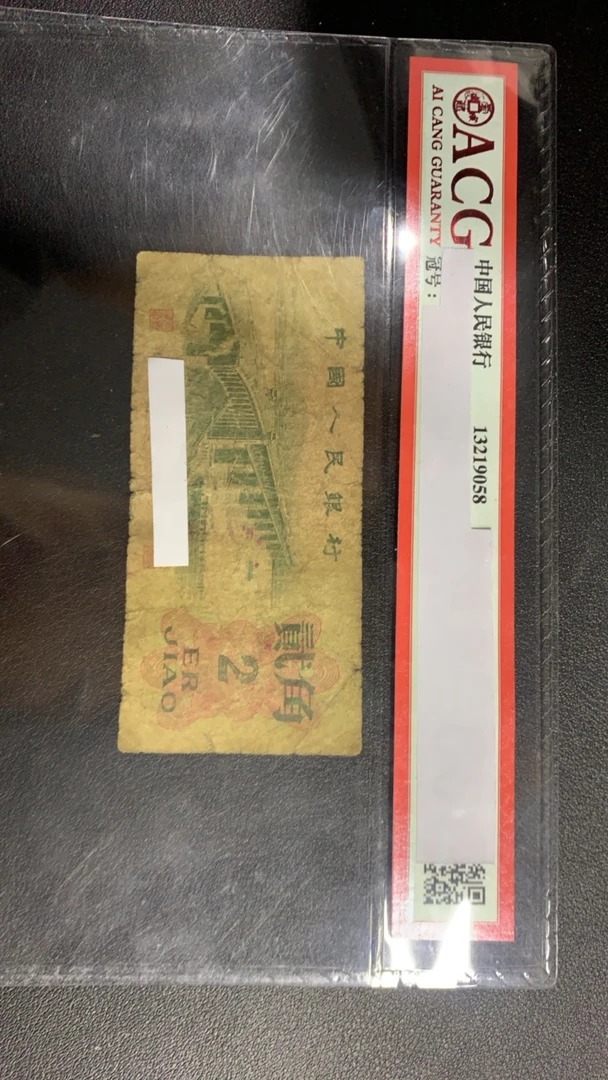 ACG
AI CANG GUARANTY
中国人民银行 13219058
冠号：
中國人民銀行
貳角
2
ER
JIAO